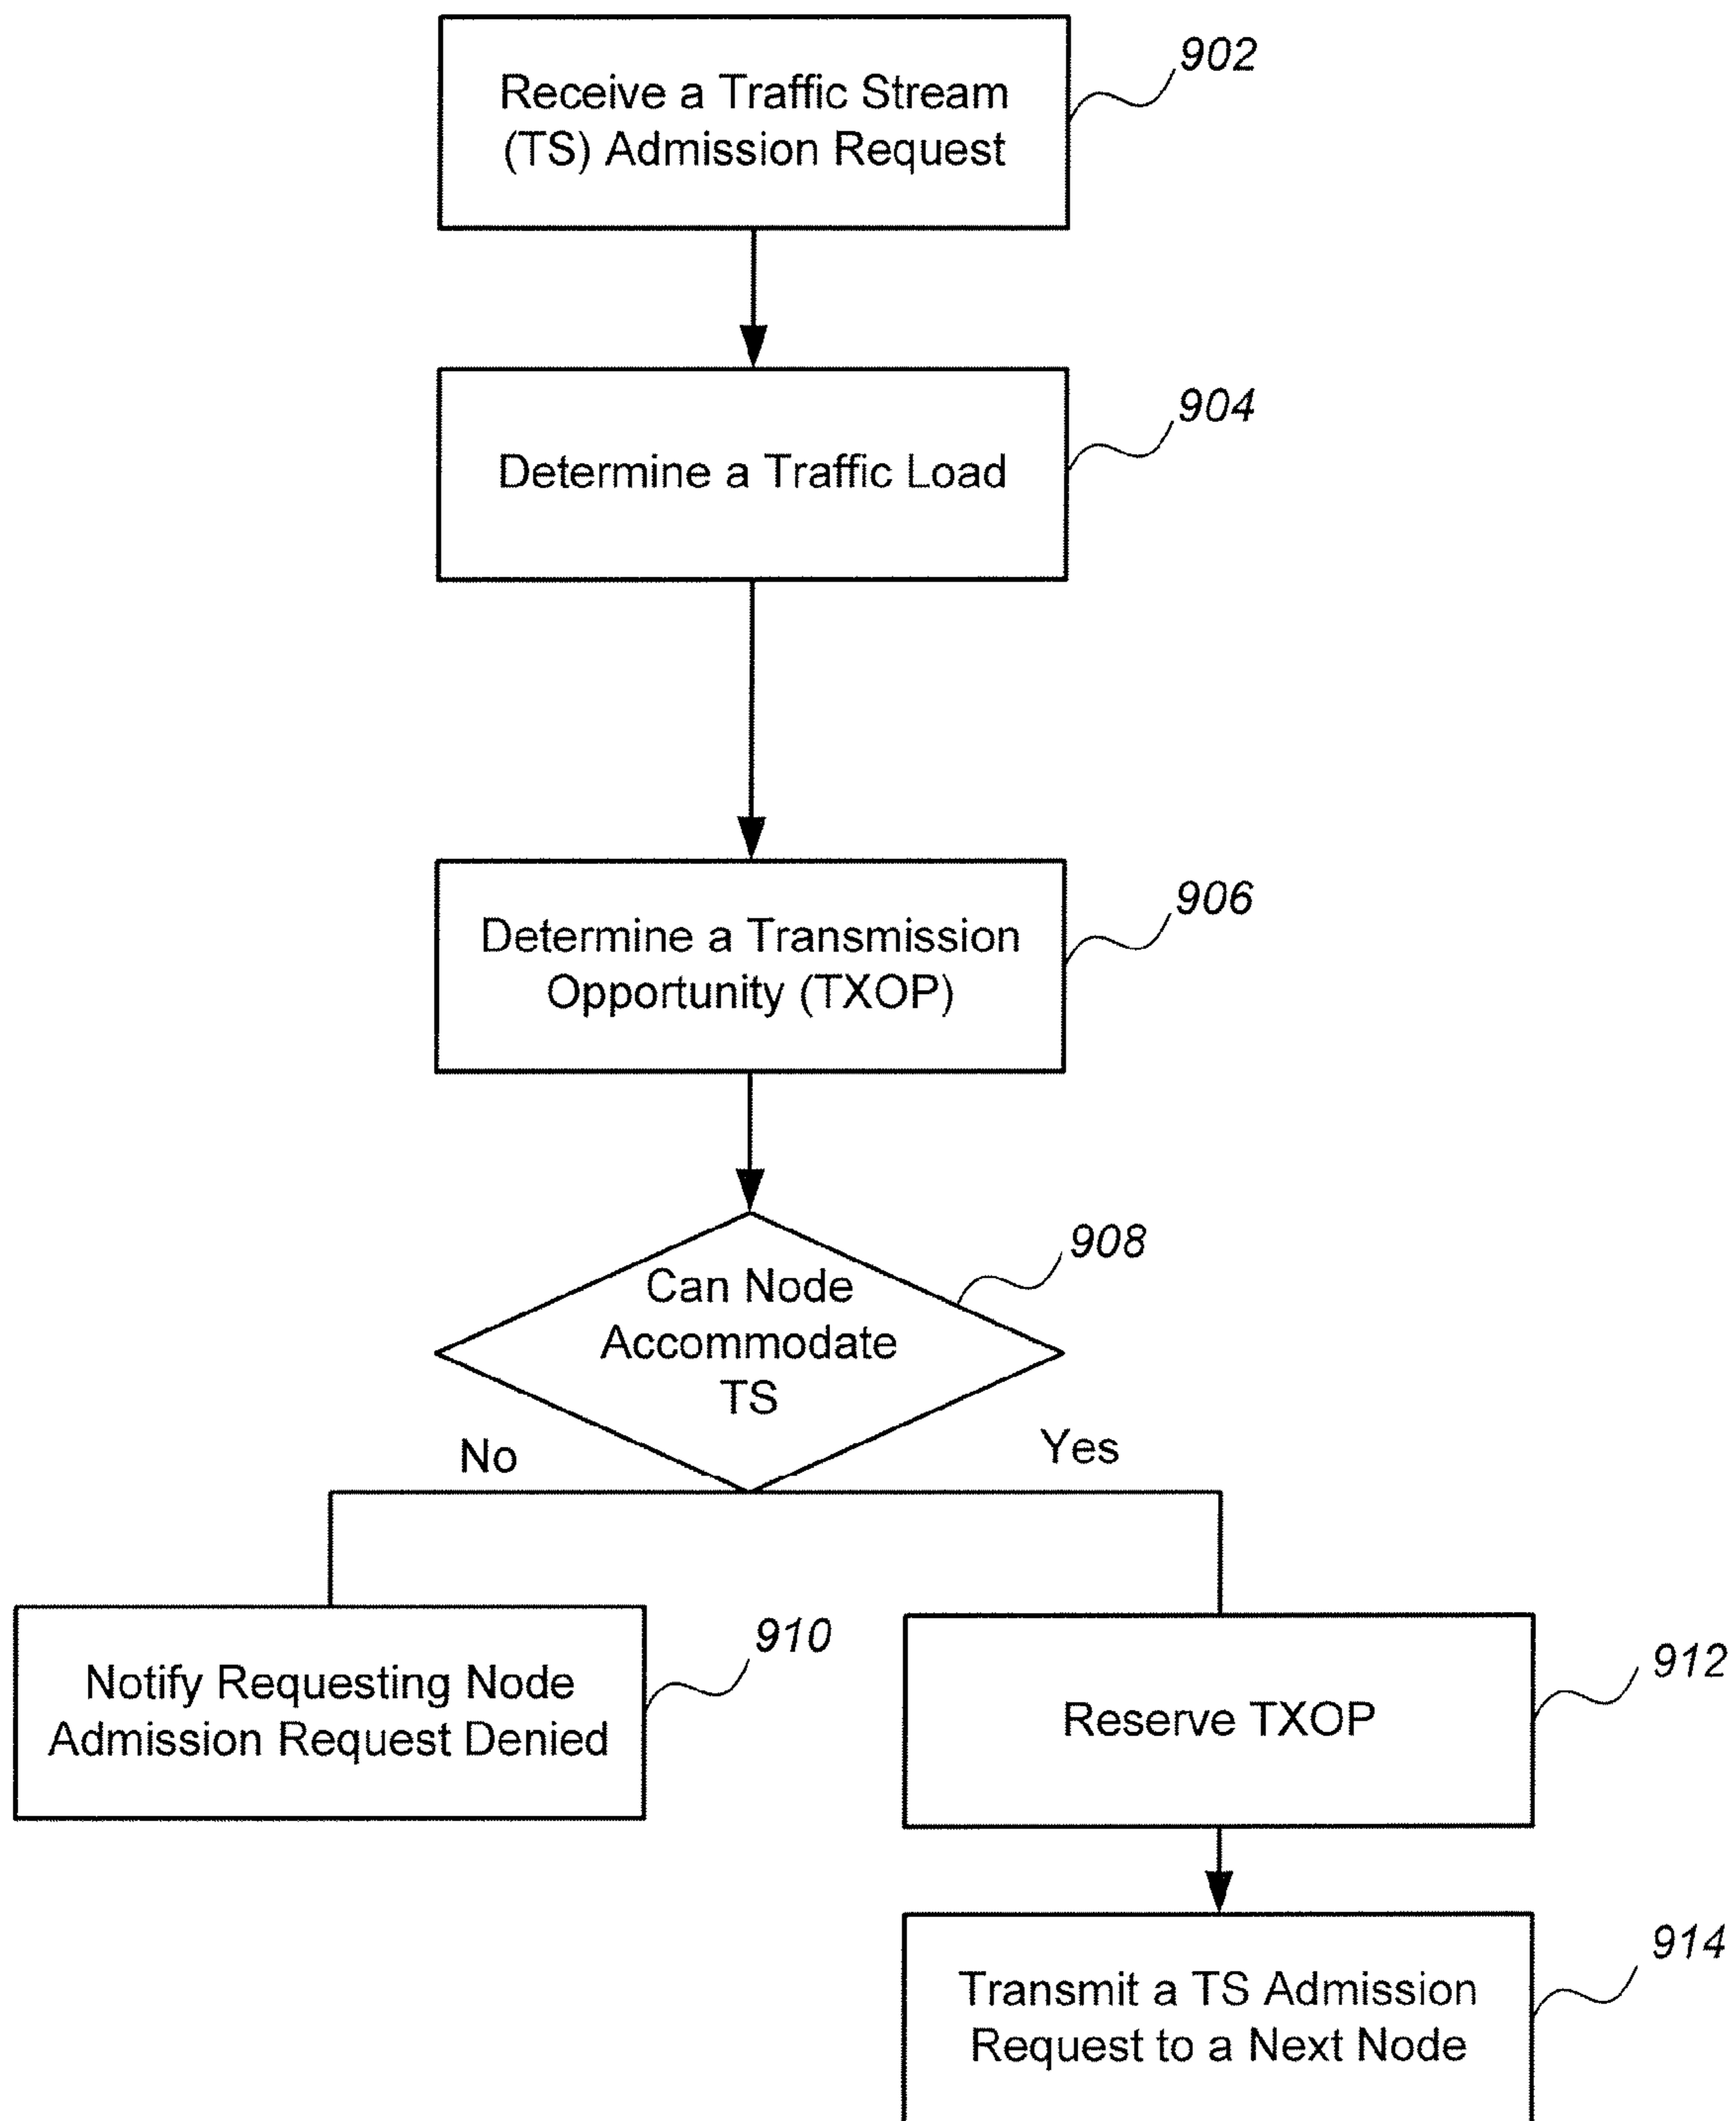 Receive a Traffic Stream
(TS) Admission Request
902
Determine a Traffic Load
904
Determine a Transmission
Opportunity (TXOP)
906
Can Node
Accommodate
TS
908
No
Yes
Notify Requesting Node
Admission Request Denied
910
Reserve TXOP
912
Transmit a TS Admission
Request to a Next Node
914